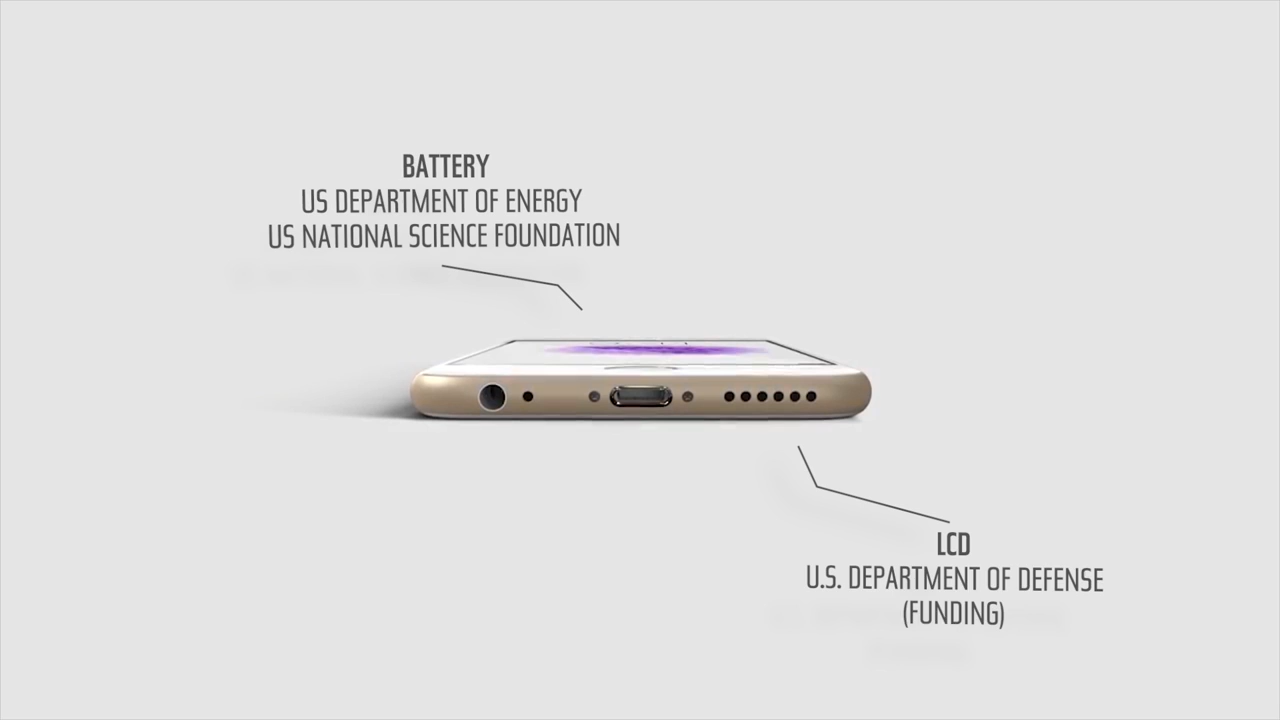 BATTERY
US DEPARTMENT OF ENERGY
US NATIONAL SCIENCE FOUNDATION
LCD
U.S. DEPARTMENT OF DEFENSE
(FUNDING)